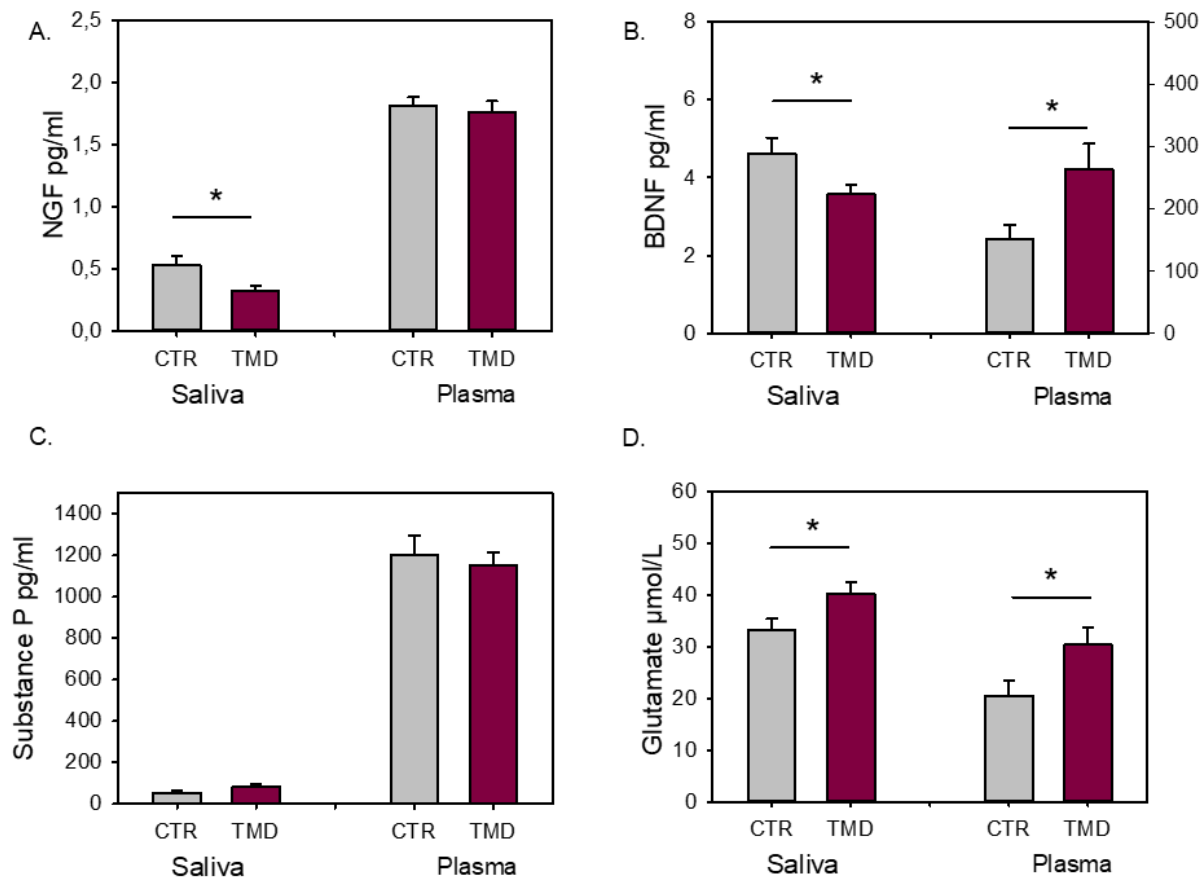 A.
2,5
2,0
1,5
1,0
0,5
0,0
NGF pg/ml
*
CTR TMD CTR TMD
Saliva Plasma
B.
8
6
4
2
0
BDNF pg/ml
500
400
300
200
100
0
* *
CTR TMD CTR TMD
Saliva Plasma
C.
1400
1200
1000
800
600
400
200
0
Substance P pg/ml
CTR TMD CTR TMD
Saliva Plasma
D.
60
50
40
30
20
10
0
Glutamate µmol/L
* *
CTR TMD CTR TMD
Saliva Plasma